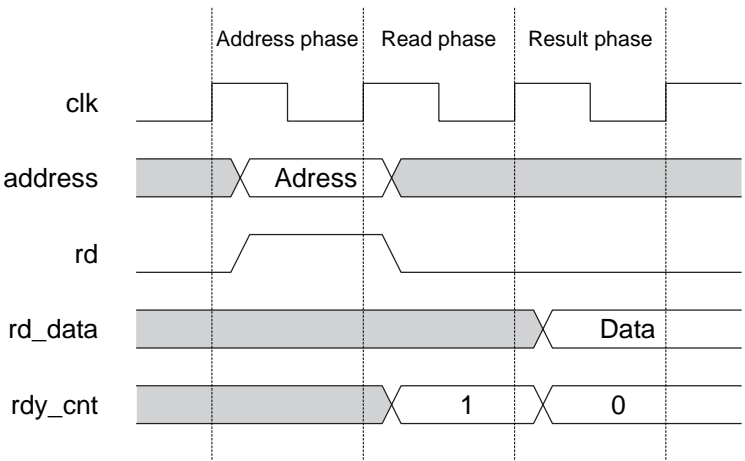 Address phase Read phase Result phase
clk
address Adress
rd
rd_data Data
rdy_cnt 1 0